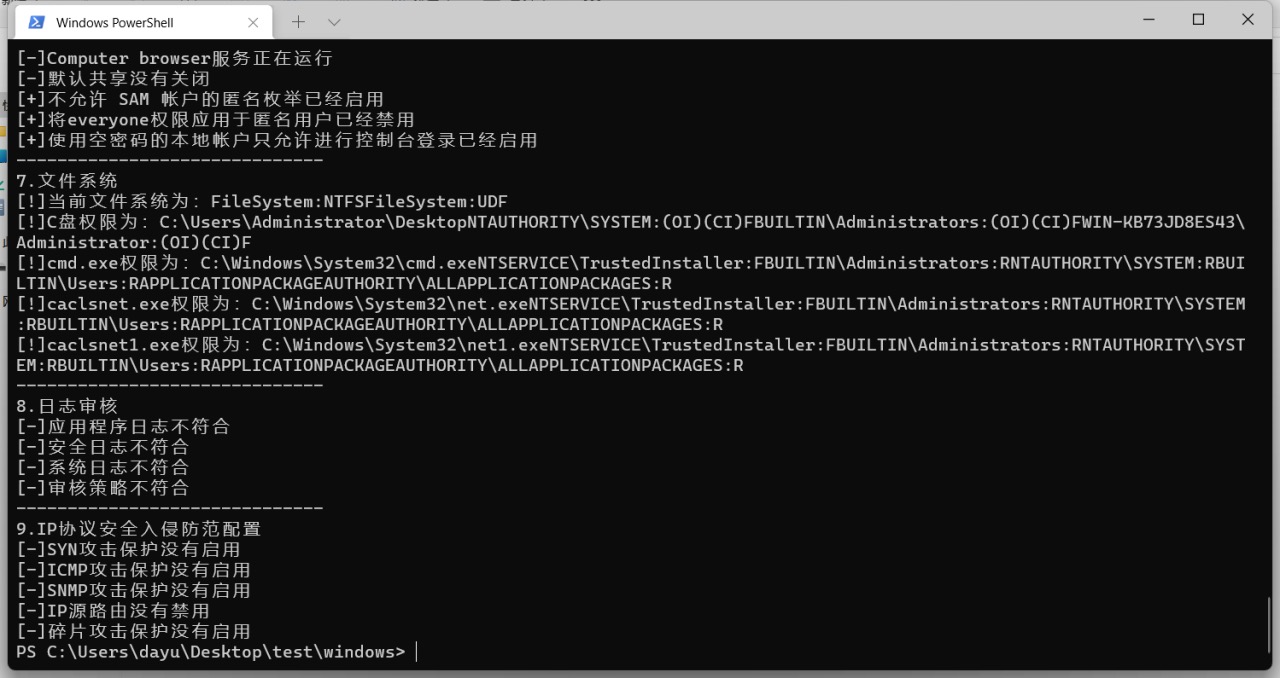 Windows PowerShell
[-]Computer browser服务正在运行
[-]默认共享没有关闭
[+]不允许 SAM 帐户的匿名枚举已经启用
[+]将everyone权限应用于匿名用户已经禁用
[+]使用空密码的本地帐户只允许进行控制台登录已经启用
------------------------------
7.文件系统
[!]当前文件系统为：FileSystem:NTFSFileSystem:UDF
[!]C盘权限为：C:\Users\Administrator\DesktopNTAUTHORITY\SYSTEM:(OI)(CI)FBUILTIN\Administrators:(OI)(CI)FWIN-KB73JD8ES43\
Administrator:(OI)(CI)F
[!]cmd.exe权限为：C:\Windows\System32\cmd.exeNTSERVICE\TrustedInstaller:FBUILTIN\Administrators:RNTAUTHORITY\SYSTEM:RBUI
LTIN\Users:RAPPLICATIONPACKAGEAUTHORITY\ALLAPPLICATIONPACKAGES:R
[!]caclsnet.exe权限为：C:\Windows\System32\net.exeNTSERVICE\TrustedInstaller:FBUILTIN\Administrators:RNTAUTHORITY\SYSTEM
:RBUILTIN\Users:RAPPLICATIONPACKAGEAUTHORITY\ALLAPPLICATIONPACKAGES:R
[!]caclsnet1.exe权限为：C:\Windows\System32\net1.exeNTSERVICE\TrustedInstaller:FBUILTIN\Administrators:RNTAUTHORITY\SYST
EM:RBUILTIN\Users:RAPPLICATIONPACKAGEAUTHORITY\ALLAPPLICATIONPACKAGES:R
------------------------------
8.日志审核
[-]应用程序日志不符合
[-]安全日志不符合
[-]系统日志不符合
[-]审核策略不符合
------------------------------
9.IP协议安全入侵防范配置
[-]SYN攻击保护没有启用
[-]ICMP攻击保护没有启用
[-]SNMP攻击保护没有启用
[-]IP源路由没有禁用
[-]碎片攻击保护没有启用
PS C:\Users\dayu\Desktop\test\windows>